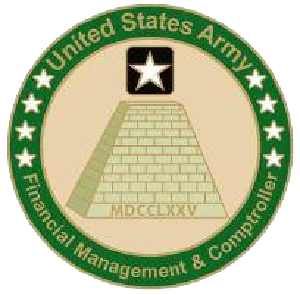 United States Army
MDCCLXXV
Financial Management & Comptroller